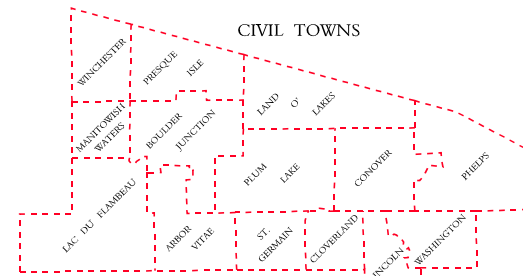 CIVIL TOWNS
WINCHESTER
PRESQUE
ISLE
LAND
O'
LAKES
MANITOWISH
WATERS
BOULDER
JUNCTION
PLUM
LAKE
CONOVER
PHELPS
LAC DU FLAMBEAU
ARBOR
VITAE
ST.
GERMAIN
CLOVERLAND
LINCOLN
WASHINGTON